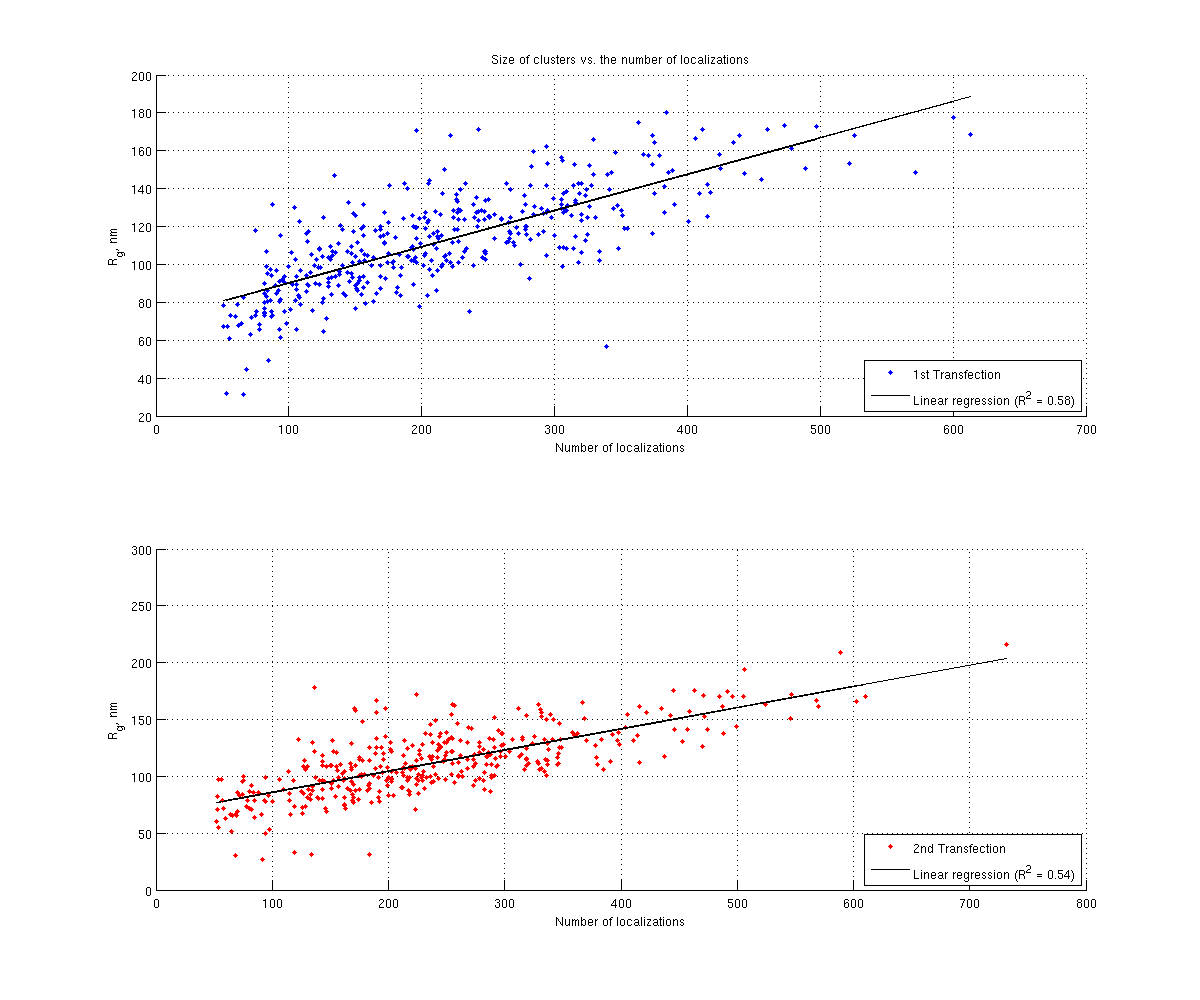 Size of clusters vs. the number of localizations
200
180
160
140
120
100
80
60
40
20
R_g, nm
0 100 200 300 400 500 600 700
Number of localizations
1st Transfection
Linear regression (R^2 = 0.58)
300
250
200
150
100
50
0
R_g, nm
0 100 200 300 400 500 600 700 800
Number of localizations
2nd Transfection
Linear regression (R^2 = 0.54)